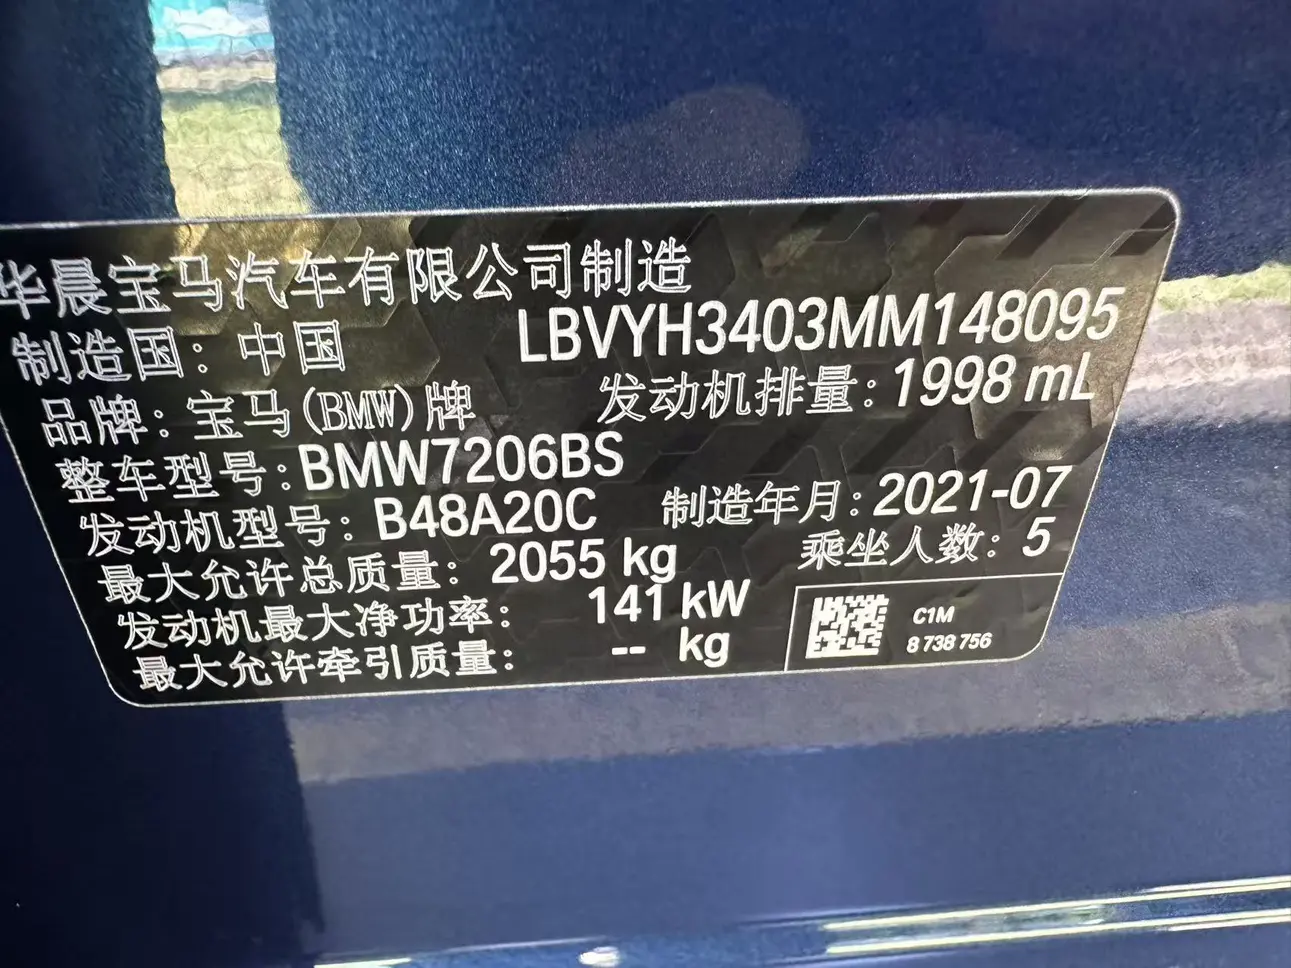 华晨宝马汽车有限公司制造
制造国：中国 LBVYH3403MM148095
品牌：宝马(BMW)牌 发动机排量：1998 mL
整车型号：BMW7206BS
发动机型号：B48A20C 制造年月：2021-07
最大允许总质量：2055 kg 乘坐人数：5
发动机最大净功率：141 kW
最大允许牵引质量：-- kg
C1M
8 738 756